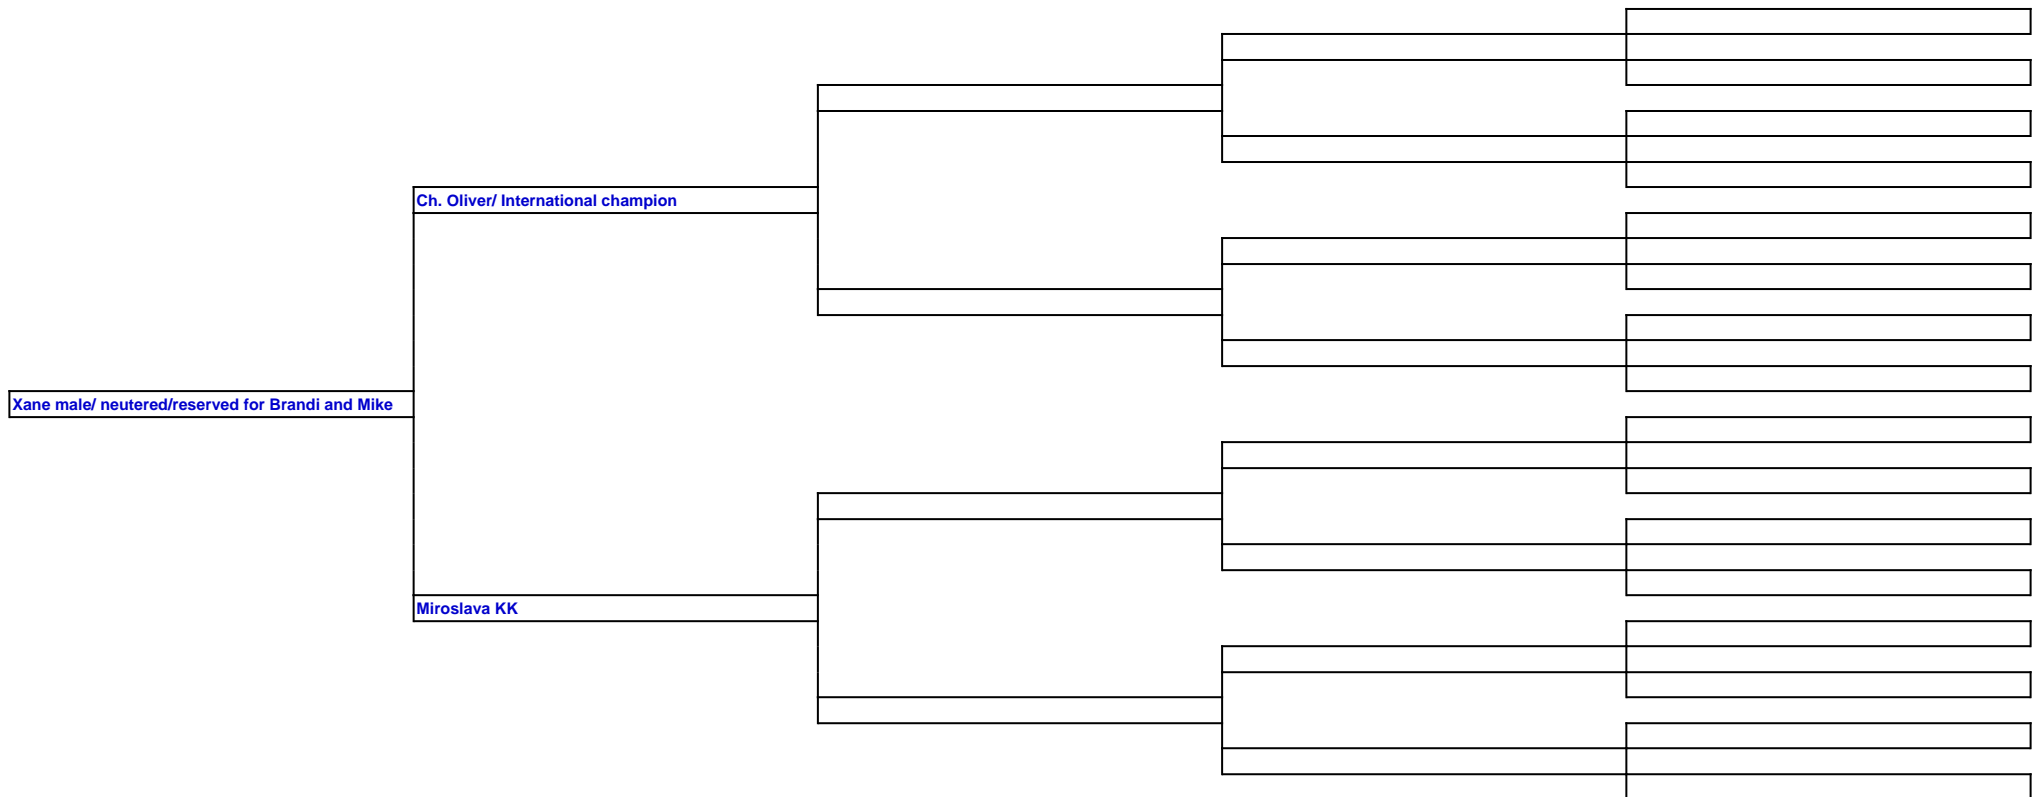 Ch. Oliver/ International champion
Xane male/ neutered/reserved for Brandi and Mike
Miroslava KK